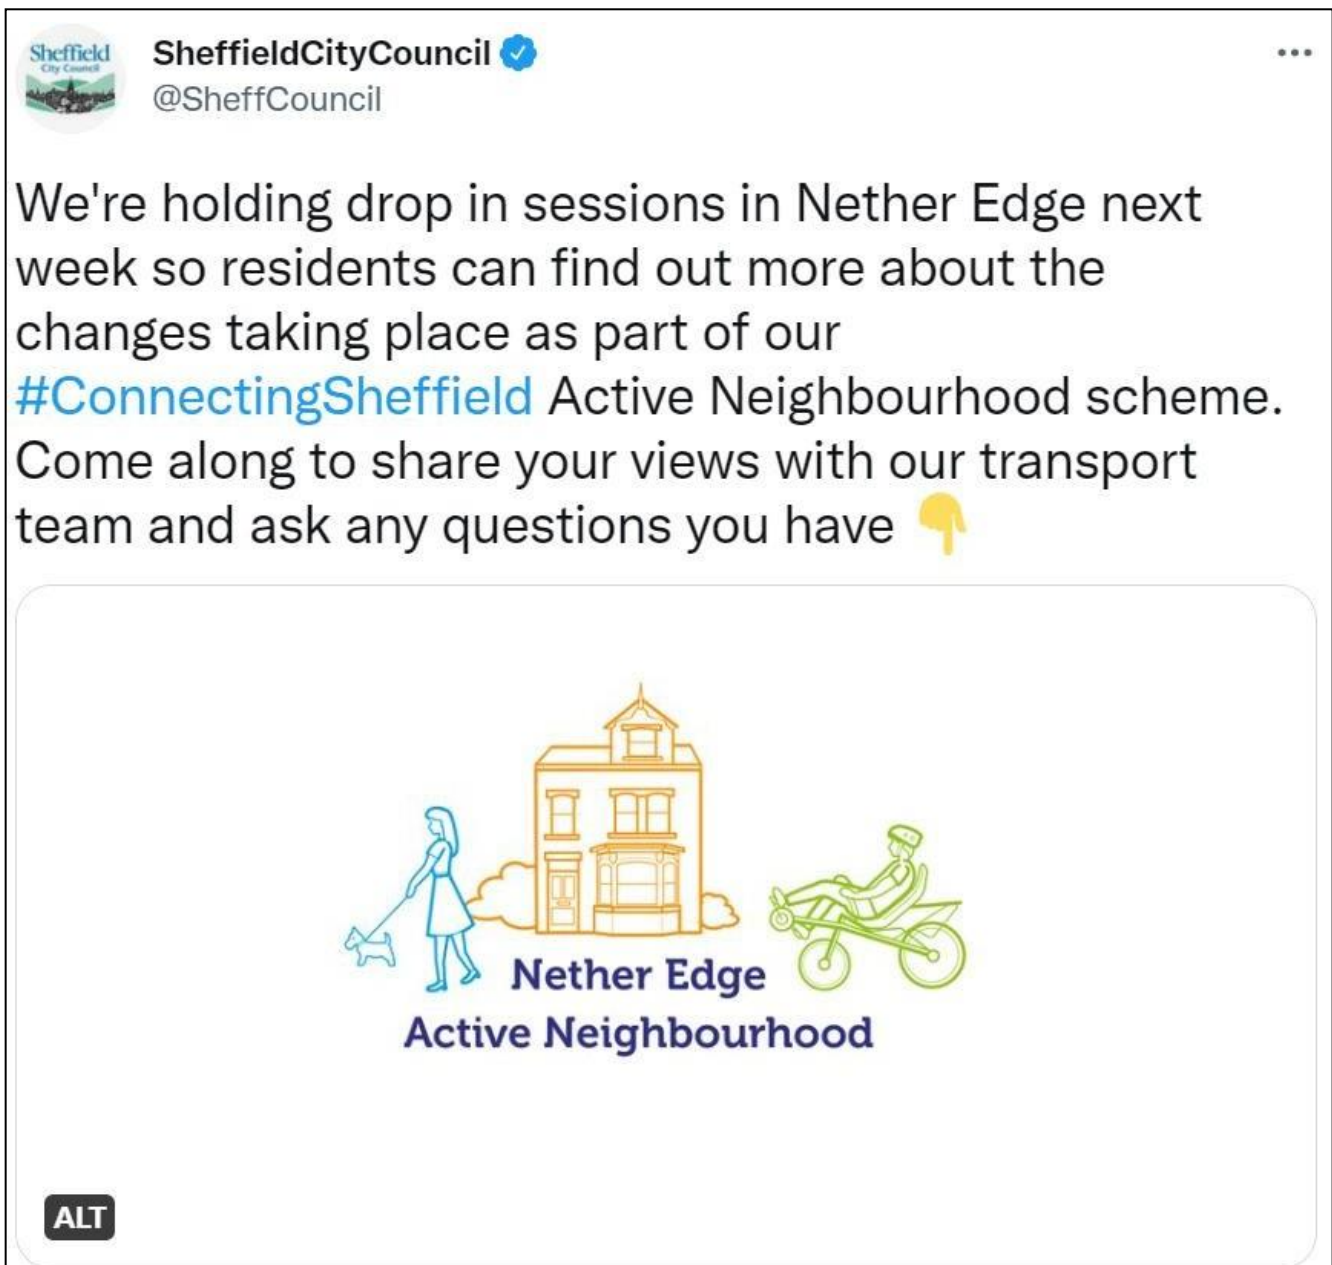 Sheffield
City Council
SheffieldCityCouncil
@SheffCouncil
We're holding drop in sessions in Nether Edge next
week so residents can find out more about the
changes taking place as part of our
#ConnectingSheffield Active Neighbourhood scheme.
Come along to share your views with our transport
team and ask any questions you have 👇
Nether Edge
Active Neighbourhood
ALT